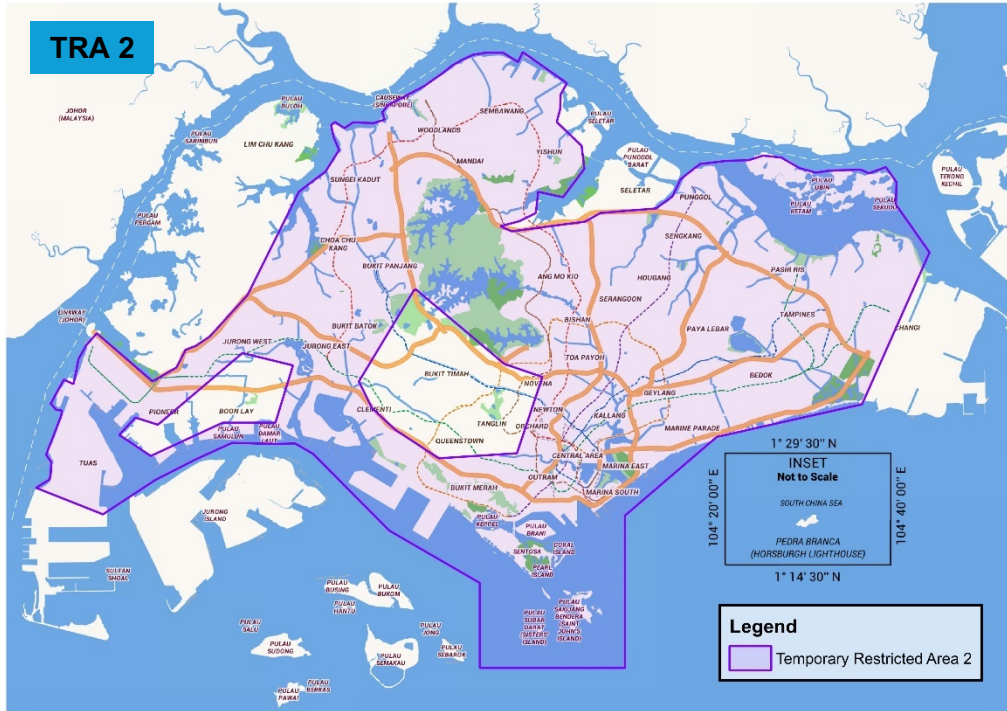 TRA 2
JOHOR
(MALAYSIA)
PULAU
SARIMBUN
PULAU
BULOH
LIM CHU KANG
CAUSEWAY
(SINGAPORE)
SEMBAWANG
WOODLANDS
MANDAI
YISHUN
PULAU
SELETAR
PULAU
PUNGGOL
BARAT
SELETAR
PUNGGOL
PULAU
UBIN
PULAU
KETAM
PULAU
SEKUDU
PULAU
TEKONG
KECHIL
SUNGEI KADUT
PULAU
PERGAM
CHOA CHU
KANG
BUKIT PANJANG
SENGKANG
HOUGANG
ANG MO KIO
SERANGOON
PASIR RIS
TAMPINES
CHANGI
LINKWAY
(JOHOR)
BUKIT BATOK
JURONG WEST
JURONG EAST
BISHAN
PAYA LEBAR
TOA PAYOH
BEDOK
BUKIT TIMAH
NOVENA
GEYLANG
PIONEER
BOON LAY
CLEMENTI
TANGLIN
NEWTON
ORCHARD
KALLANG
MARINE PARADE
QUEENSTOWN
PULAU
SAMULUN
PULAU
DAMAR
LAUT
CENTRAL AREA
MARINA EAST
TUAS
OUTRAM
BUKIT MERAH
MARINA SOUTH
JURONG
ISLAND
PULAU
KEPPEL
PULAU
BRANI
SENTOSA
CORAL
ISLAND
PEARL
ISLAND
SULTAN
SHOAL
PULAU
BUSING
PULAU
HANTU
PULAU
BUKOM
PULAU
SALU
PULAU
SUDONG
PULAU
JONG
PULAU
SEMAKAU
PULAU
SEBAROK
PULAU
PAWAI
PULAU
BERKAS
PULAU
SUBAR
DARAT
(SISTERS'
ISLAND)
PULAU
SAKIJANG
BENDERA
(SAINT
JOHN'S
ISLAND)
1° 29' 30'' N
104° 20' 00'' E
INSET
Not to Scale
SOUTH CHINA SEA
PEDRA BRANCA
(HORSBURGH LIGHTHOUSE)
104° 40' 00'' E
1° 14' 30'' N
Legend
Temporary Restricted Area 2